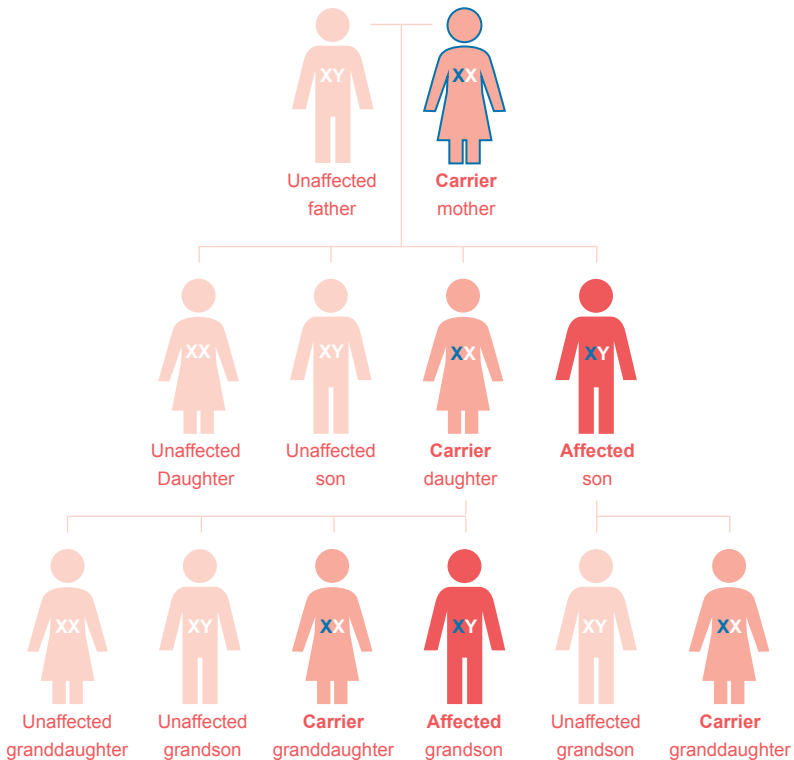 XY XX
Unaffected Carrier
father mother
XX XY XX XY
Unaffected Unaffected Carrier Affected
Daughter son daughter son
XX XY XX XY XY XX
Unaffected Unaffected Carrier Affected Unaffected Carrier
granddaughter grandson granddaughter grandson grandson granddaughter